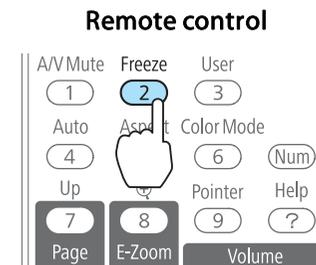 Remote control
A/V Mute Freeze User
1 2 3
Auto Aspect Color Mode
4 6 Num
Up Pointer Help
7 8 9 ?
Page E-Zoom Volume